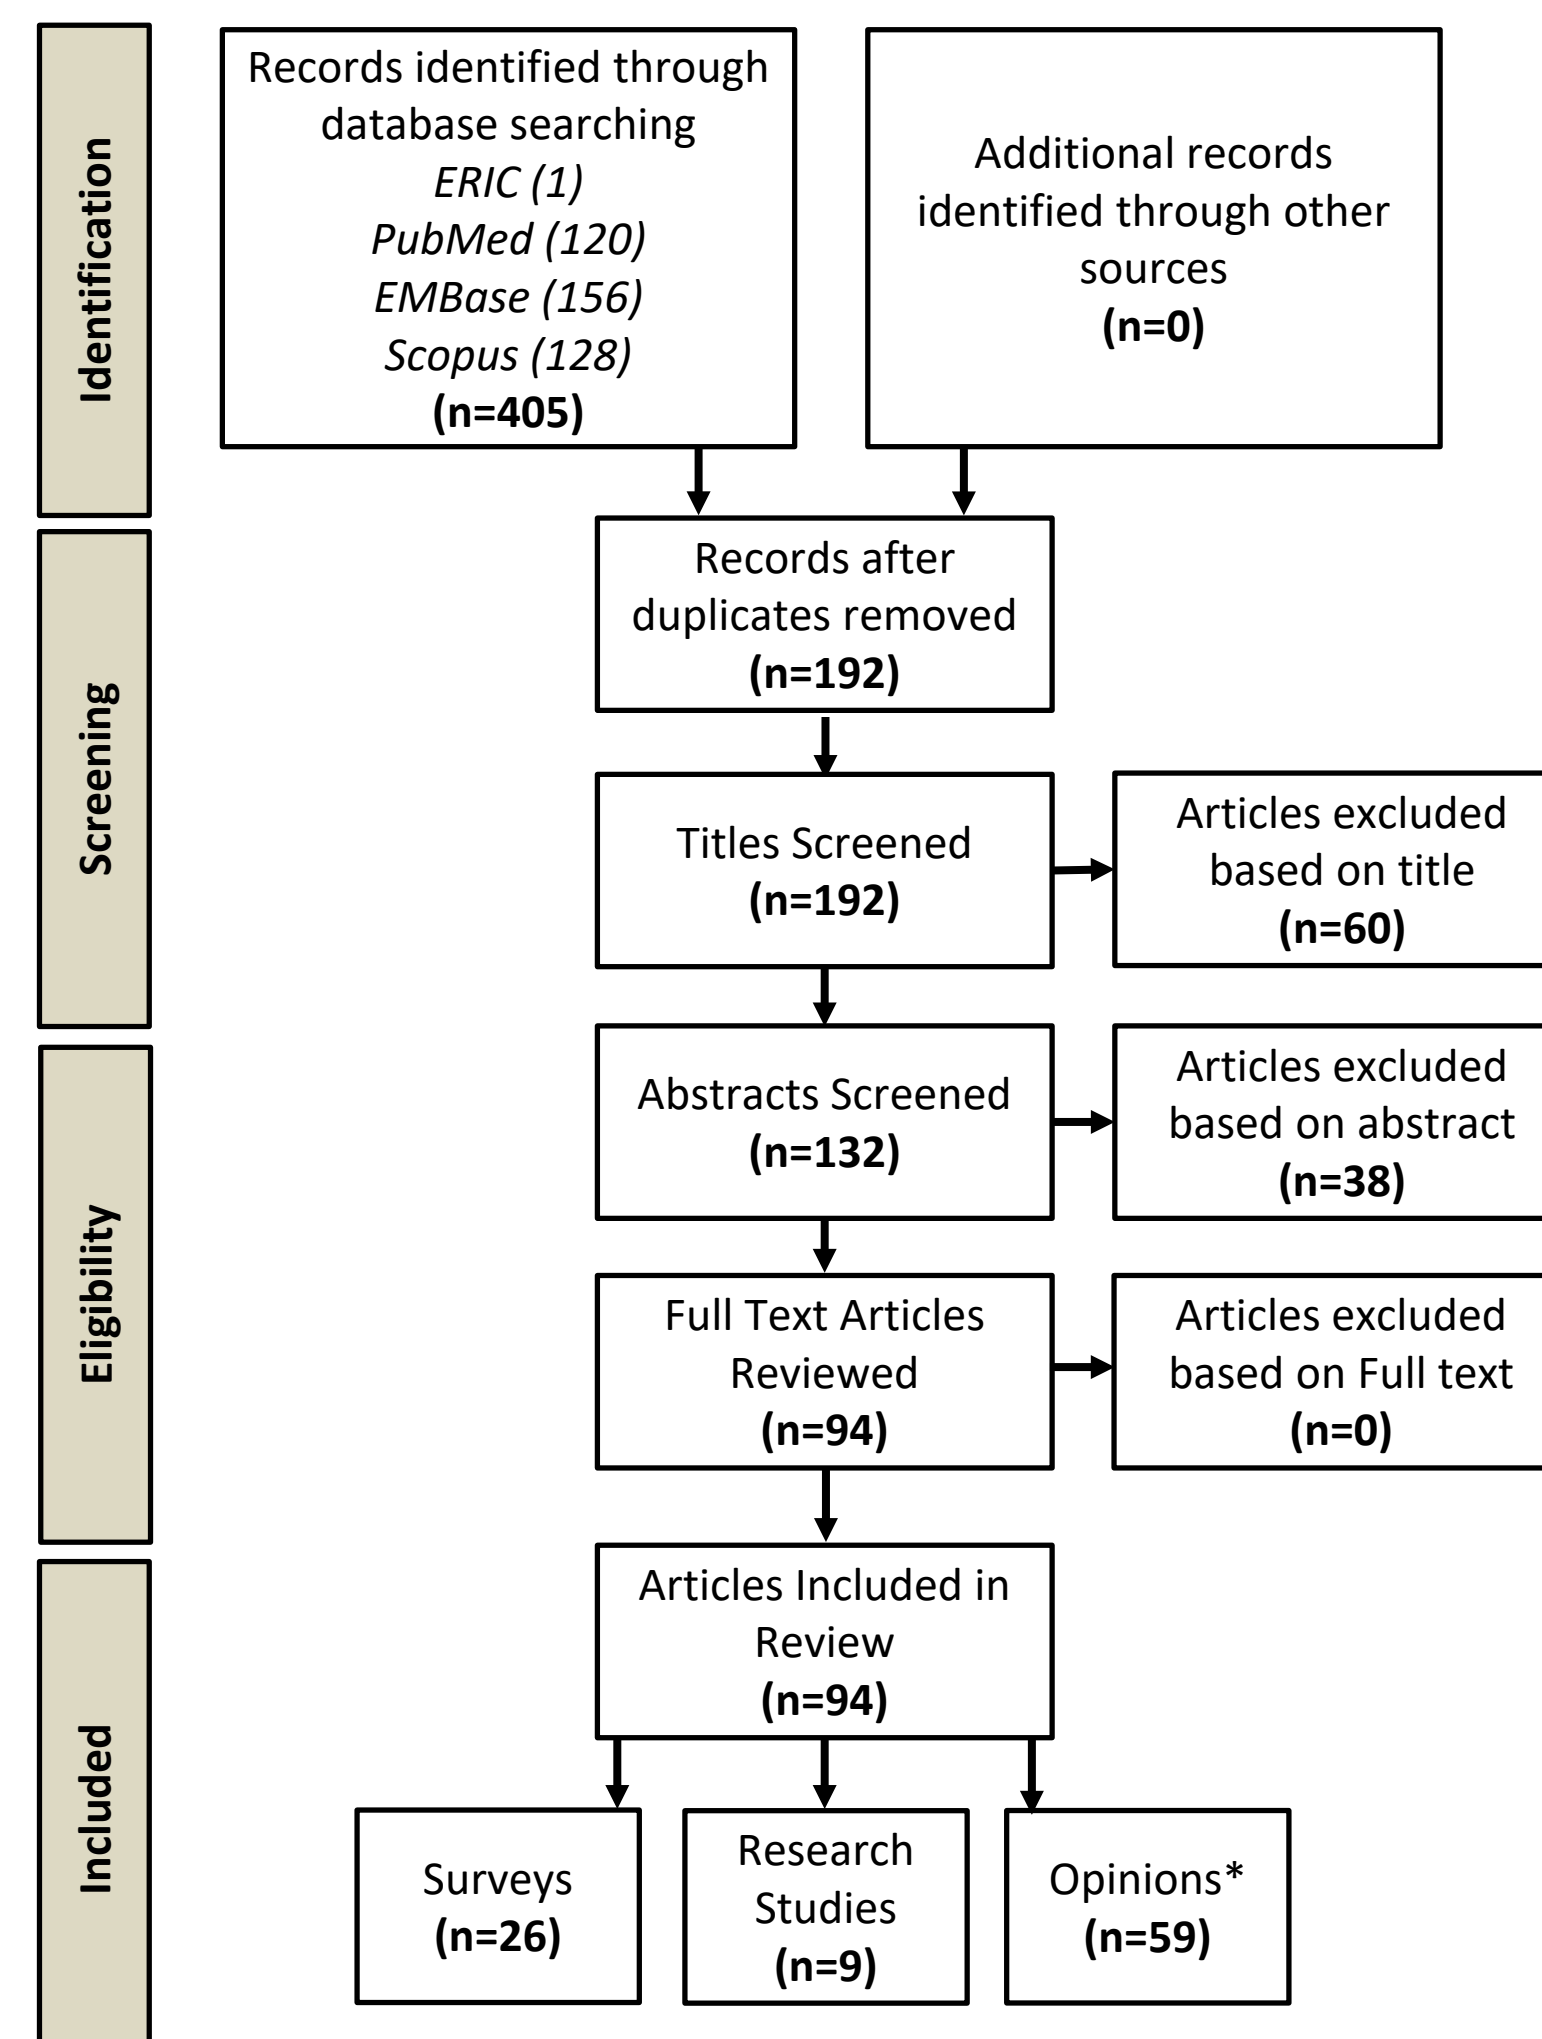 Identification
Records identified through
database searching
ERIC (1)
PubMed (120)
EMBase (156)
Scopus (128)
(n=405)
Additional records
identified through other
sources
(n=0)
Screening
Records after
duplicates removed
(n=192)
Titles Screened
(n=192)
Articles excluded
based on title
(n=60)
Eligibility
Abstracts Screened
(n=132)
Articles excluded
based on abstract
(n=38)
Full Text Articles
Reviewed
(n=94)
Articles excluded
based on Full text
(n=0)
Included
Articles Included in
Review
(n=94)
Surveys
(n=26)
Research
Studies
(n=9)
Opinions*
(n=59)